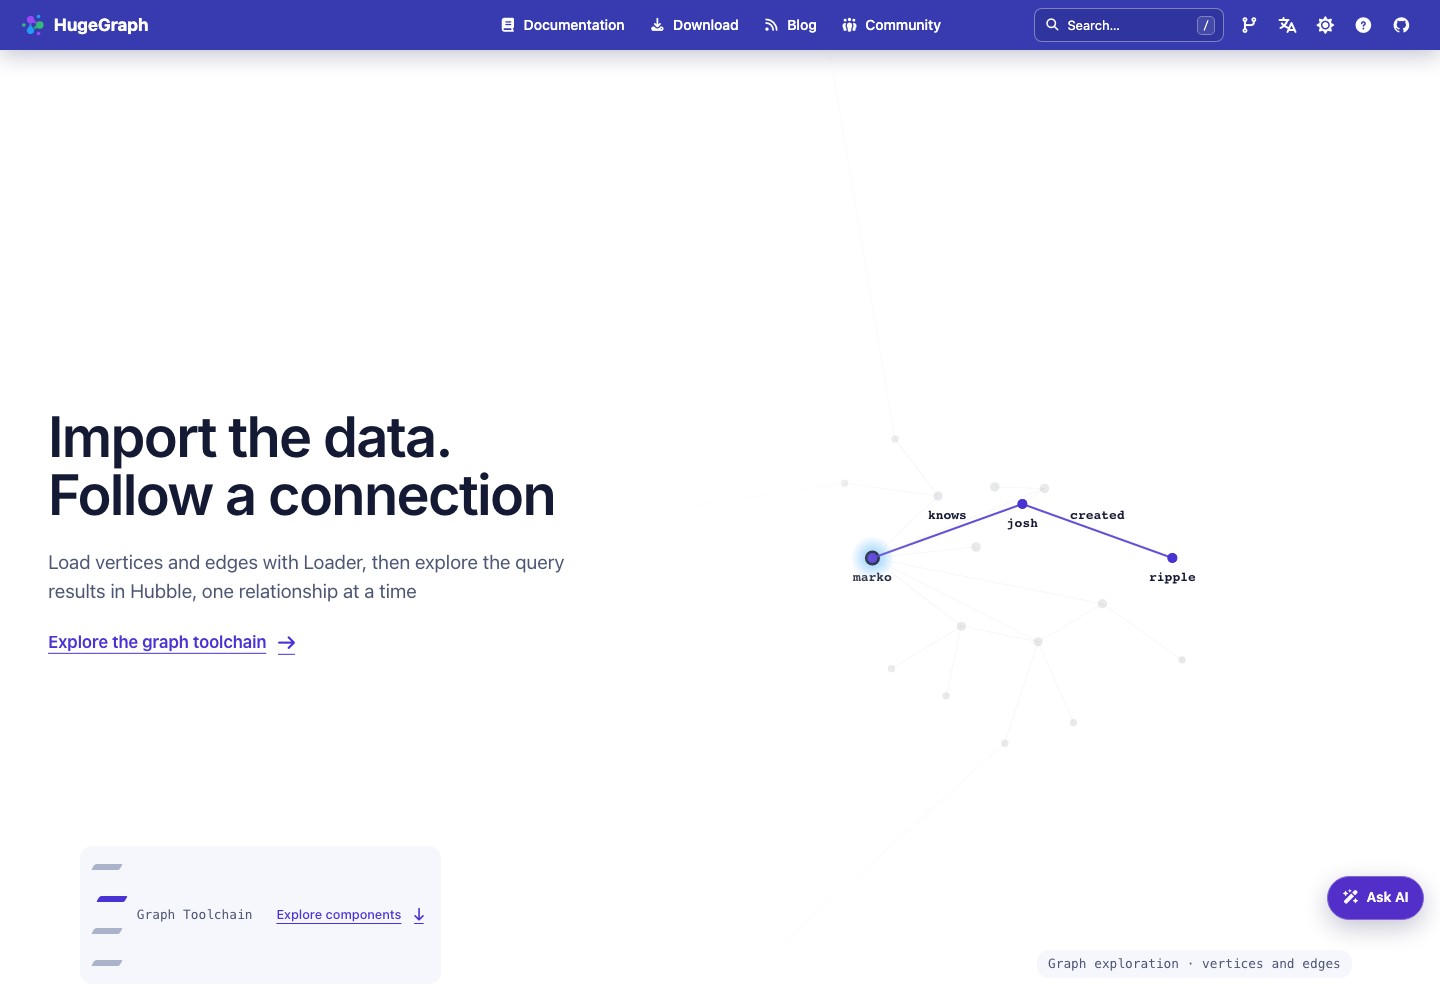 HugeGraph
Documentation
Download
Blog
Community
Search...
/
Import the data.
Follow a connection
Load vertices and edges with Loader, then explore the query
results in Hubble, one relationship at a time
Explore the graph toolchain
knows
josh
created
marko
ripple
Graph Toolchain
Explore components
Ask AI
Graph exploration · vertices and edges